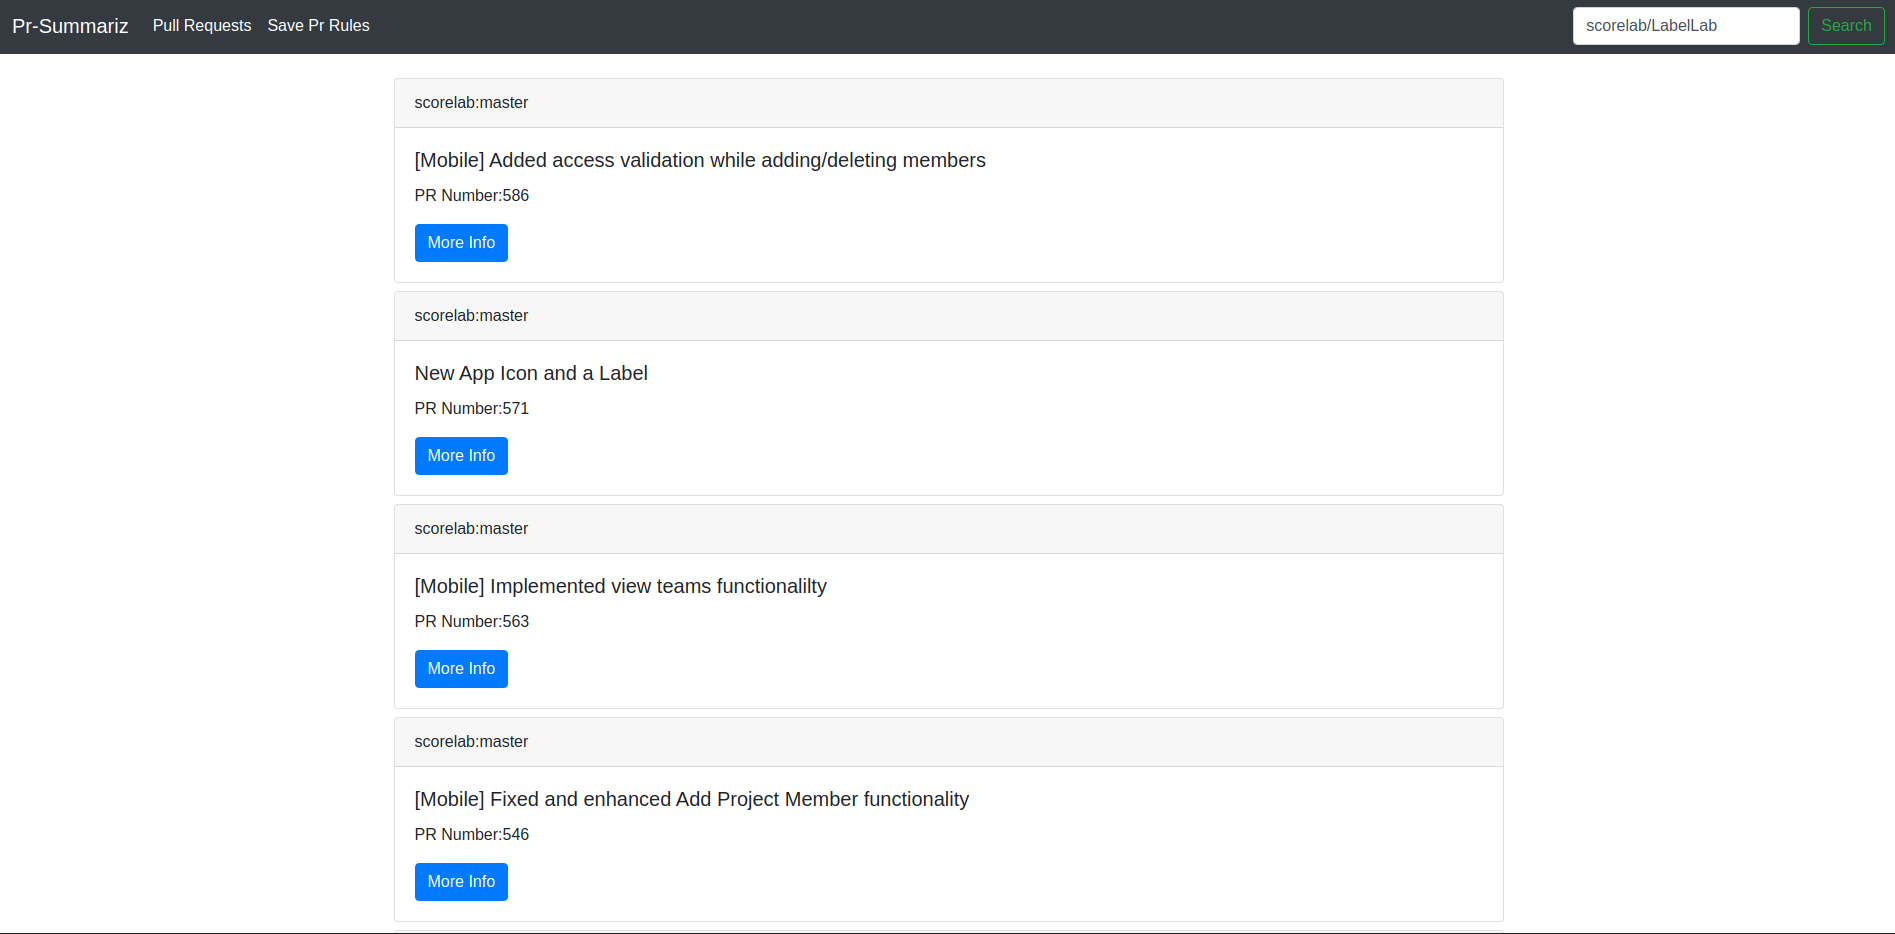 Pr-Summariz Pull Requests Save Pr Rules scorelab/LabelLab Search
scorelab:master
[Mobile] Added access validation while adding/deleting members
PR Number:586
More Info
scorelab:master
New App Icon and a Label
PR Number:571
More Info
scorelab:master
[Mobile] Implemented view teams functionalilty
PR Number:563
More Info
scorelab:master
[Mobile] Fixed and enhanced Add Project Member functionality
PR Number:546
More Info